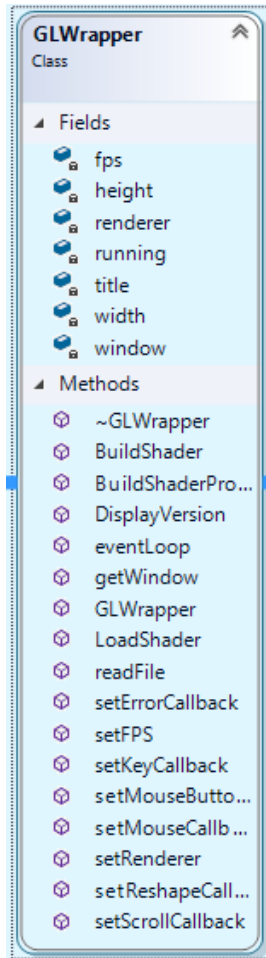 GLWrapper
Class
Fields
fps
height
renderer
running
title
width
window
Methods
~GLWrapper
BuildShader
BuildShaderPro...
DisplayVersion
eventLoop
getWindow
GLWrapper
LoadShader
readFile
setErrorCallback
setFPS
setKeyCallback
setMouseButto...
setMouseCallb...
setRenderer
setReshapeCall...
setScrollCallback